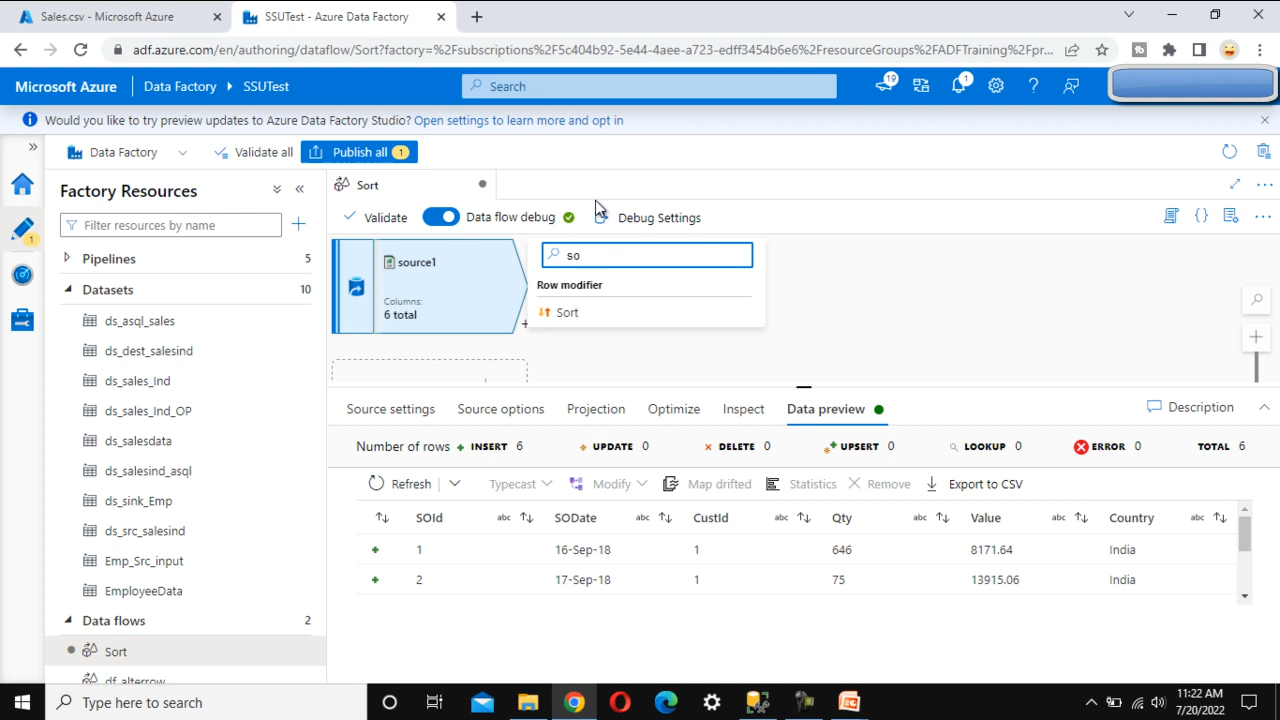 Sales.csv - Microsoft Azure
SSUTest - Azure Data Factory
adf.azure.com/en/authoring/dataflow/Sort?factory=%2Fsubscriptions%2F5c404b92-5e44-4aee-a723-edff3454b6e6%2FresourceGroups%2FADFTraining%2Fpr...
Microsoft Azure
Data Factory
SSUTest
Search
19
1
Would you like to try preview updates to Azure Data Factory Studio? Open settings to learn more and opt in
Data Factory
Validate all
Publish all 1
Factory Resources
Sort
Filter resources by name
Validate
Data flow debug
Debug Settings
Pipelines 5
Datasets 10
ds_asql_sales
ds_dest_salesind
ds_sales_Ind
ds_sales_Ind_OP
ds_salesdata
ds_salesind_asql
ds_sink_Emp
ds_src_salesind
Emp_Src_input
EmployeeData
Data flows 2
Sort
df_alterrow
source1
Columns:
6 total
so
Row modifier
Sort
Source settings Source options Projection Optimize Inspect Data preview Description
Number of rows INSERT 6 UPDATE 0 DELETE 0 UPSERT 0 LOOKUP 0 ERROR 0 TOTAL 6
Refresh Typecast Modify Map drifted Statistics Remove Export to CSV
SOId abc SODate abc CustId abc Qty abc Value abc Country abc
1 16-Sep-18 1 646 8171.64 India
2 17-Sep-18 1 75 13915.06 India
Type here to search
11:22 AM
7/20/2022